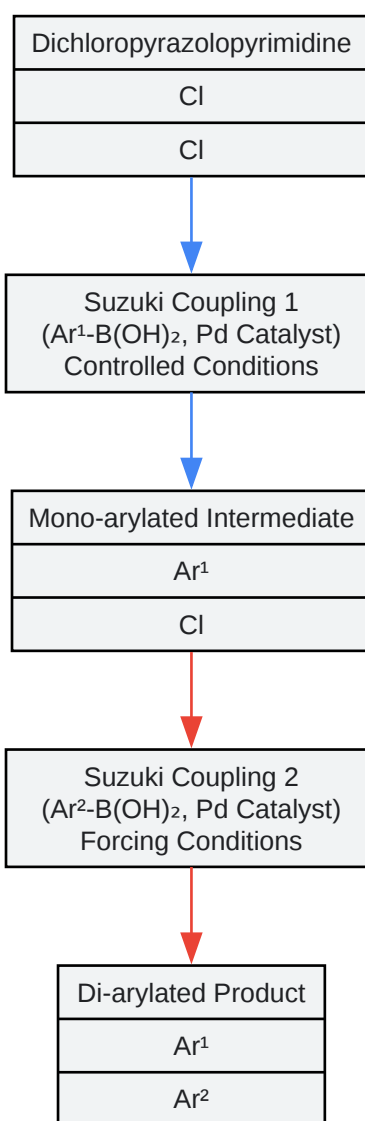 Dichloropyrazolopyrimidine
Cl
Cl
Suzuki Coupling 1
(Ar¹-B(OH)₂, Pd Catalyst)
Controlled Conditions
Mono-arylated Intermediate
Ar¹
Cl
Suzuki Coupling 2
(Ar²-B(OH)₂, Pd Catalyst)
Forcing Conditions
Di-arylated Product
Ar¹
Ar²